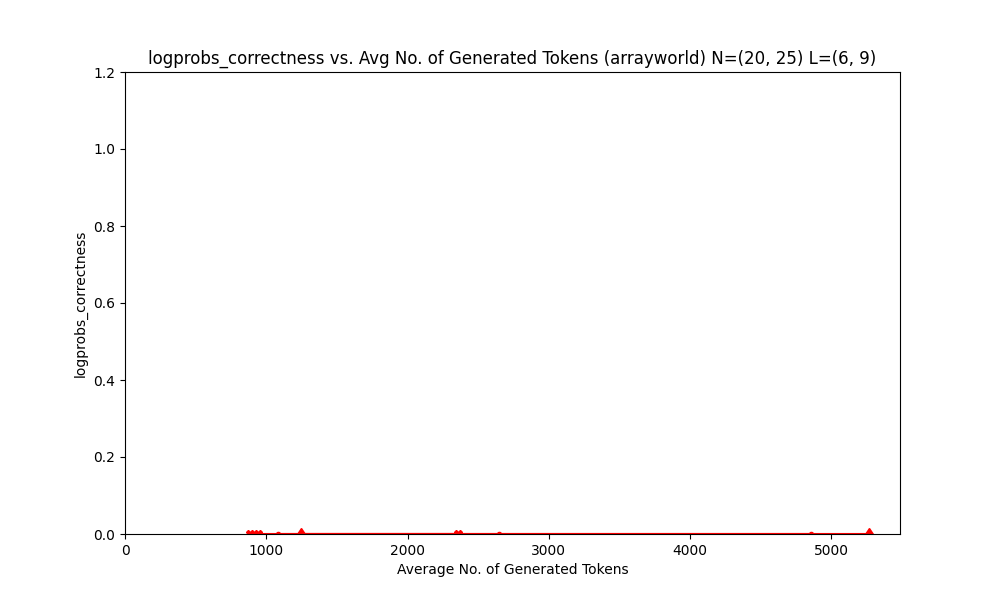 logprobs_correctness vs. Avg No. of Generated Tokens (arrayworld) N=(20, 25) L=(6, 9)
1.2
1.0
0.8
0.6
0.4
0.2
0.0
logprobs_correctness
0 1000 2000 3000 4000 5000
Average No. of Generated Tokens